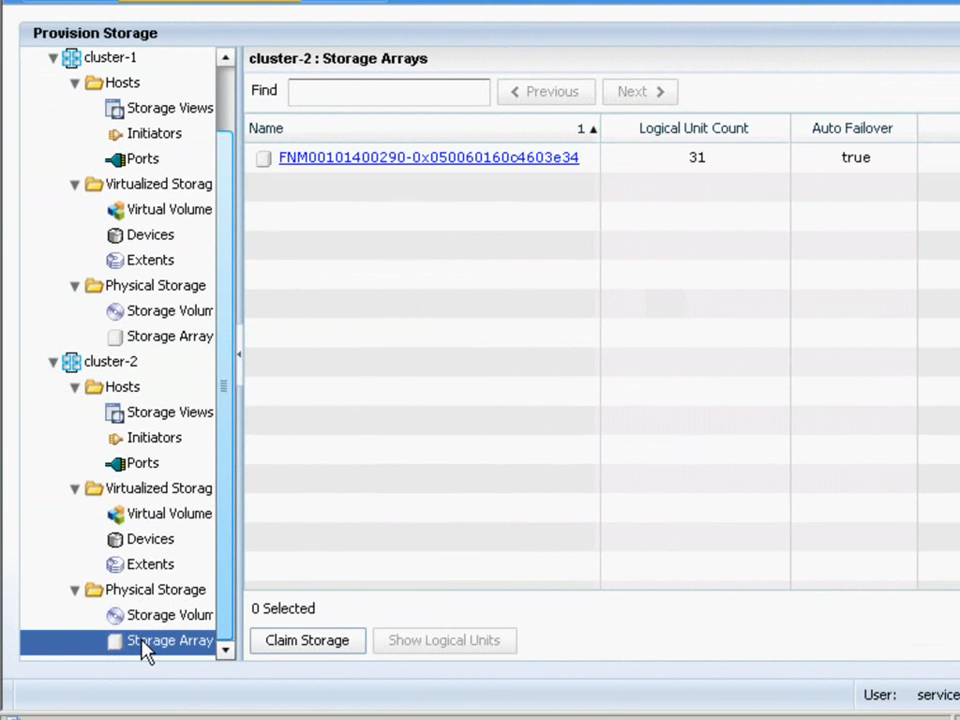 Provision Storage
cluster-1
Hosts
Storage Views
Initiators
Ports
Virtualized Storag
Virtual Volume
Devices
Extents
Physical Storage
Storage Volum
Storage Array
cluster-2
Hosts
Storage Views
Initiators
Ports
Virtualized Storag
Virtual Volume
Devices
Extents
Physical Storage
Storage Volum
Storage Array
cluster-2 : Storage Arrays
Find
Previous
Next
Name 1 Logical Unit Count Auto Failover
FNM00101400290-0x050060160c4603e34 31 true
0 Selected
Claim Storage Show Logical Units
User: service